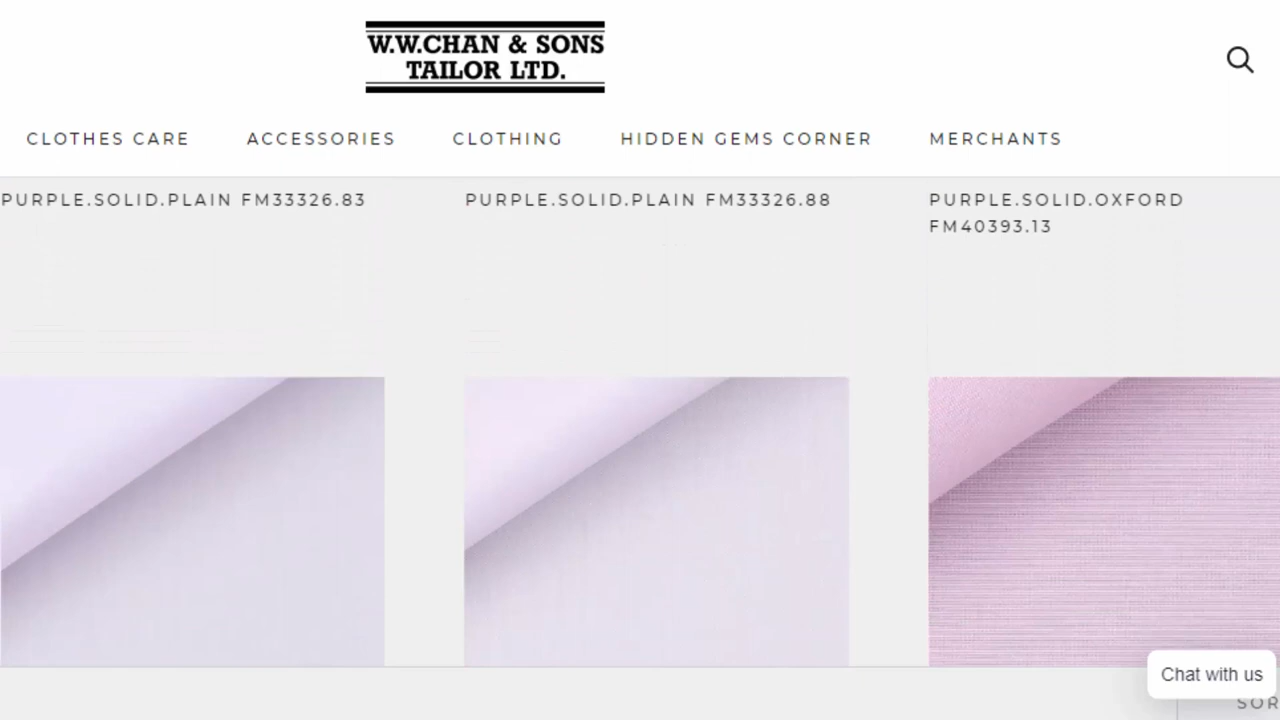 W.W.CHAN & SONS
TAILOR LTD.
CLOTHES CARE ACCESSORIES CLOTHING HIDDEN GEMS CORNER MERCHANTS
PURPLE.SOLID.PLAIN FM33326.83
PURPLE.SOLID.PLAIN FM33326.88
PURPLE.SOLID.OXFORD
FM40393.13
Chat with us
SOR